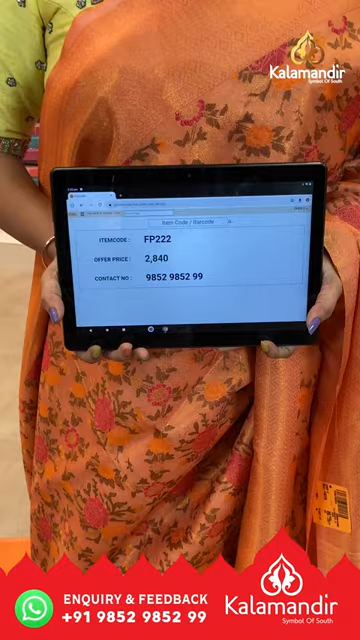 Kalamandir
Symbol Of South
Item Code / Barcode
ITEMCODE : FP222
OFFER PRICE : 2,840
CONTACT NO : 9852 9852 99
ENQUIRY & FEEDBACK
+91 9852 9852 99
Kalamandir
Symbol Of South